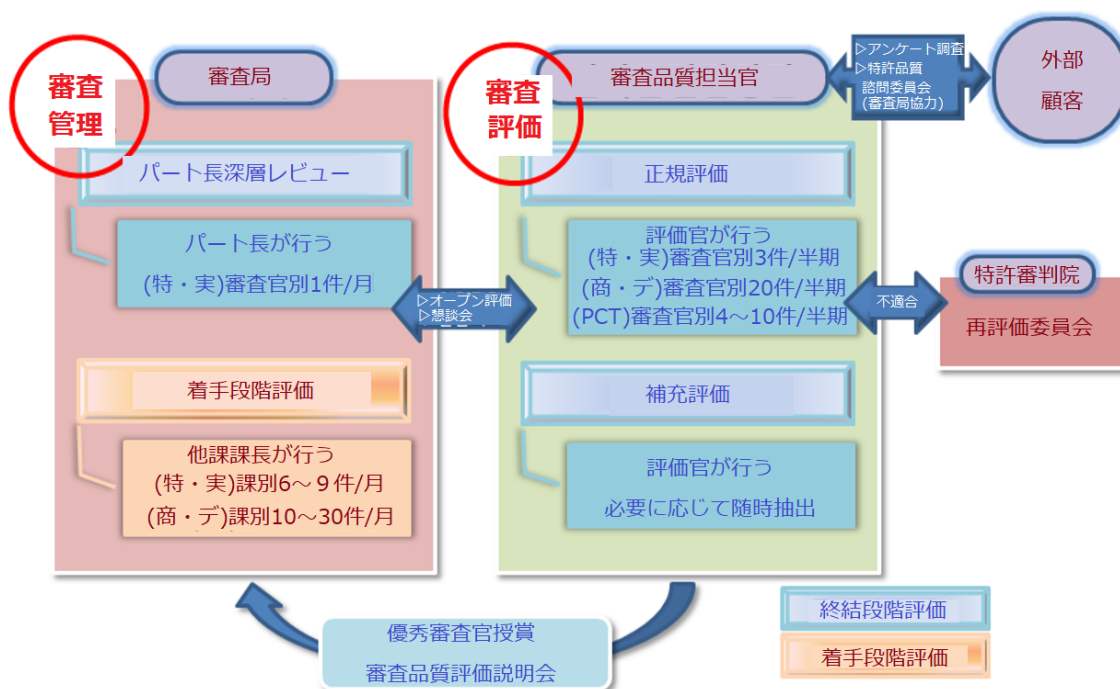 審査
管理
審査局
パート長深層レビュー
パート長が行う
(特・実)審査官別1件/月
着手段階評価
他課課長が行う
(特・実)課別6～９件/月
(商・デ)課別10～30件/月
▷オープン評価
▷懇談会
審査
評価
審査品質担当官
正規評価
評価官が行う
(特・実)審査官別3件/半期
(商・デ)審査官別20件/半期
(PCT)審査官別4～10件/半期
補充評価
評価官が行う
必要に応じて随時抽出
▷アンケート調査
▷特許品質
諮問委員会
(審査局協力)
外部
顧客
不適合
特許審判院
再評価委員会
優秀審査官授賞
審査品質評価説明会
終結段階評価
着手段階評価